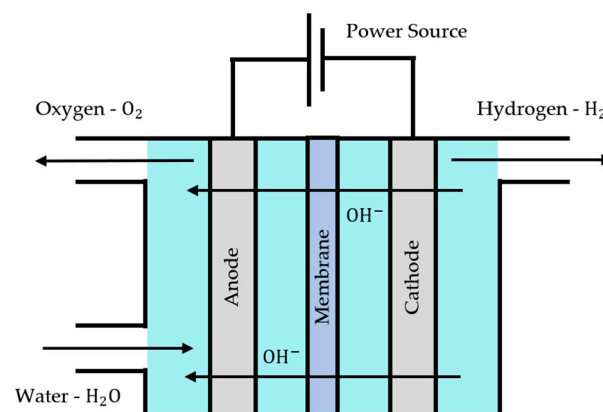 Power Source
Oxygen - O₂
Hydrogen - H₂
OH⁻
Anode
Membrane
Cathode
OH⁻
Water - H₂O